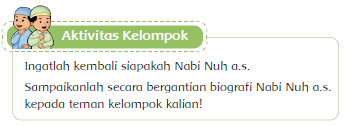 Aktivitas Kelompok
Ingatlah kembali siapakah Nabi Nuh a.s.
Sampaikanlah secara bergantian biografi Nabi Nuh a.s.
kepada teman kelompok kalian!